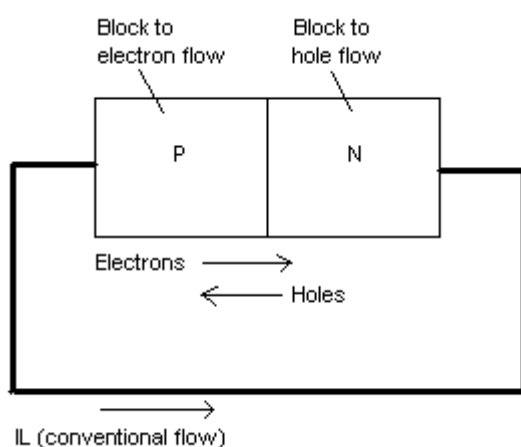 Block to
electron flow
Block to
hole flow
P
N
Electrons
Holes
IL (conventional flow)